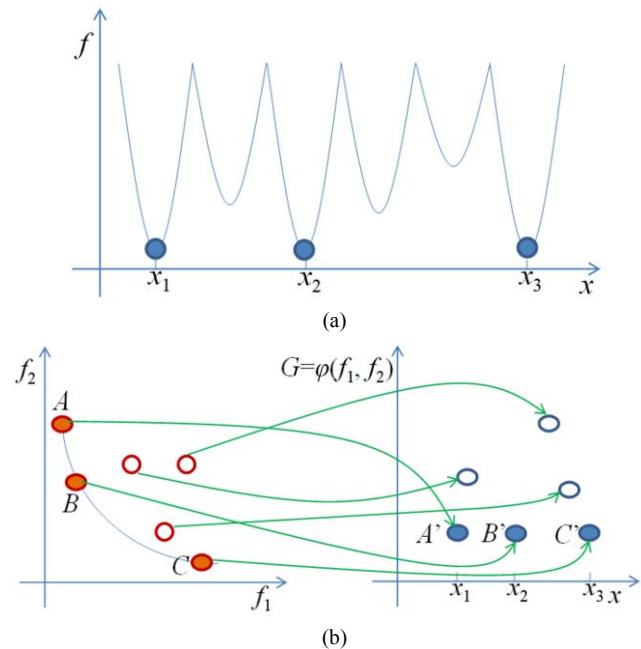 f
x1 x2 x3 x
(a)
f2 G=φ(f1, f2)
A
B
A’ B’ C’
C
f1 x1 x2 x3 x
(b)